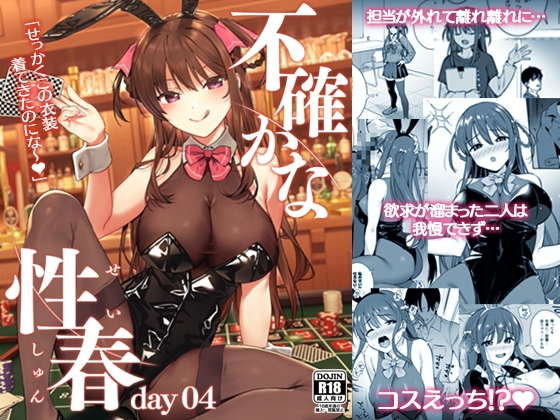 「せっかくこの衣装
着てきたのにな～♥」
不確かな
性春
せいしゅん
day 04
DOJIN
R18
成人向け
担当が外れて離れ離れに…
欲求が溜まった二人は
我慢できず…
コスえっち!?♥